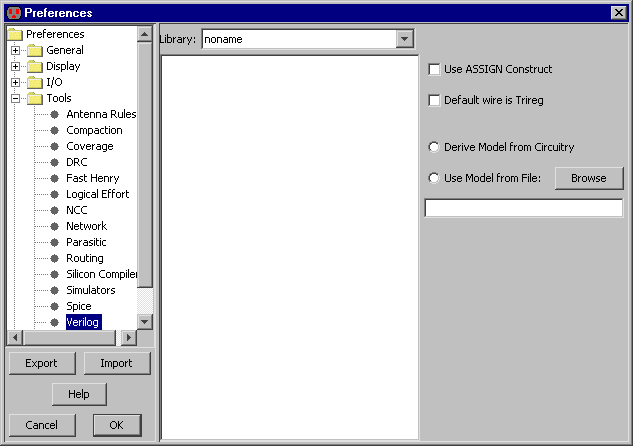 Preferences
Preferences
General
Display
I/O
Tools
Antenna Rules
Compaction
Coverage
DRC
Fast Henry
Logical Effort
NCC
Network
Parasitic
Routing
Silicon Compiler
Simulators
Spice
Verilog
Export
Import
Help
Cancel
OK
Library:
noname
Use ASSIGN Construct
Default wire is Trireg
Derive Model from Circuitry
Use Model from File:
Browse